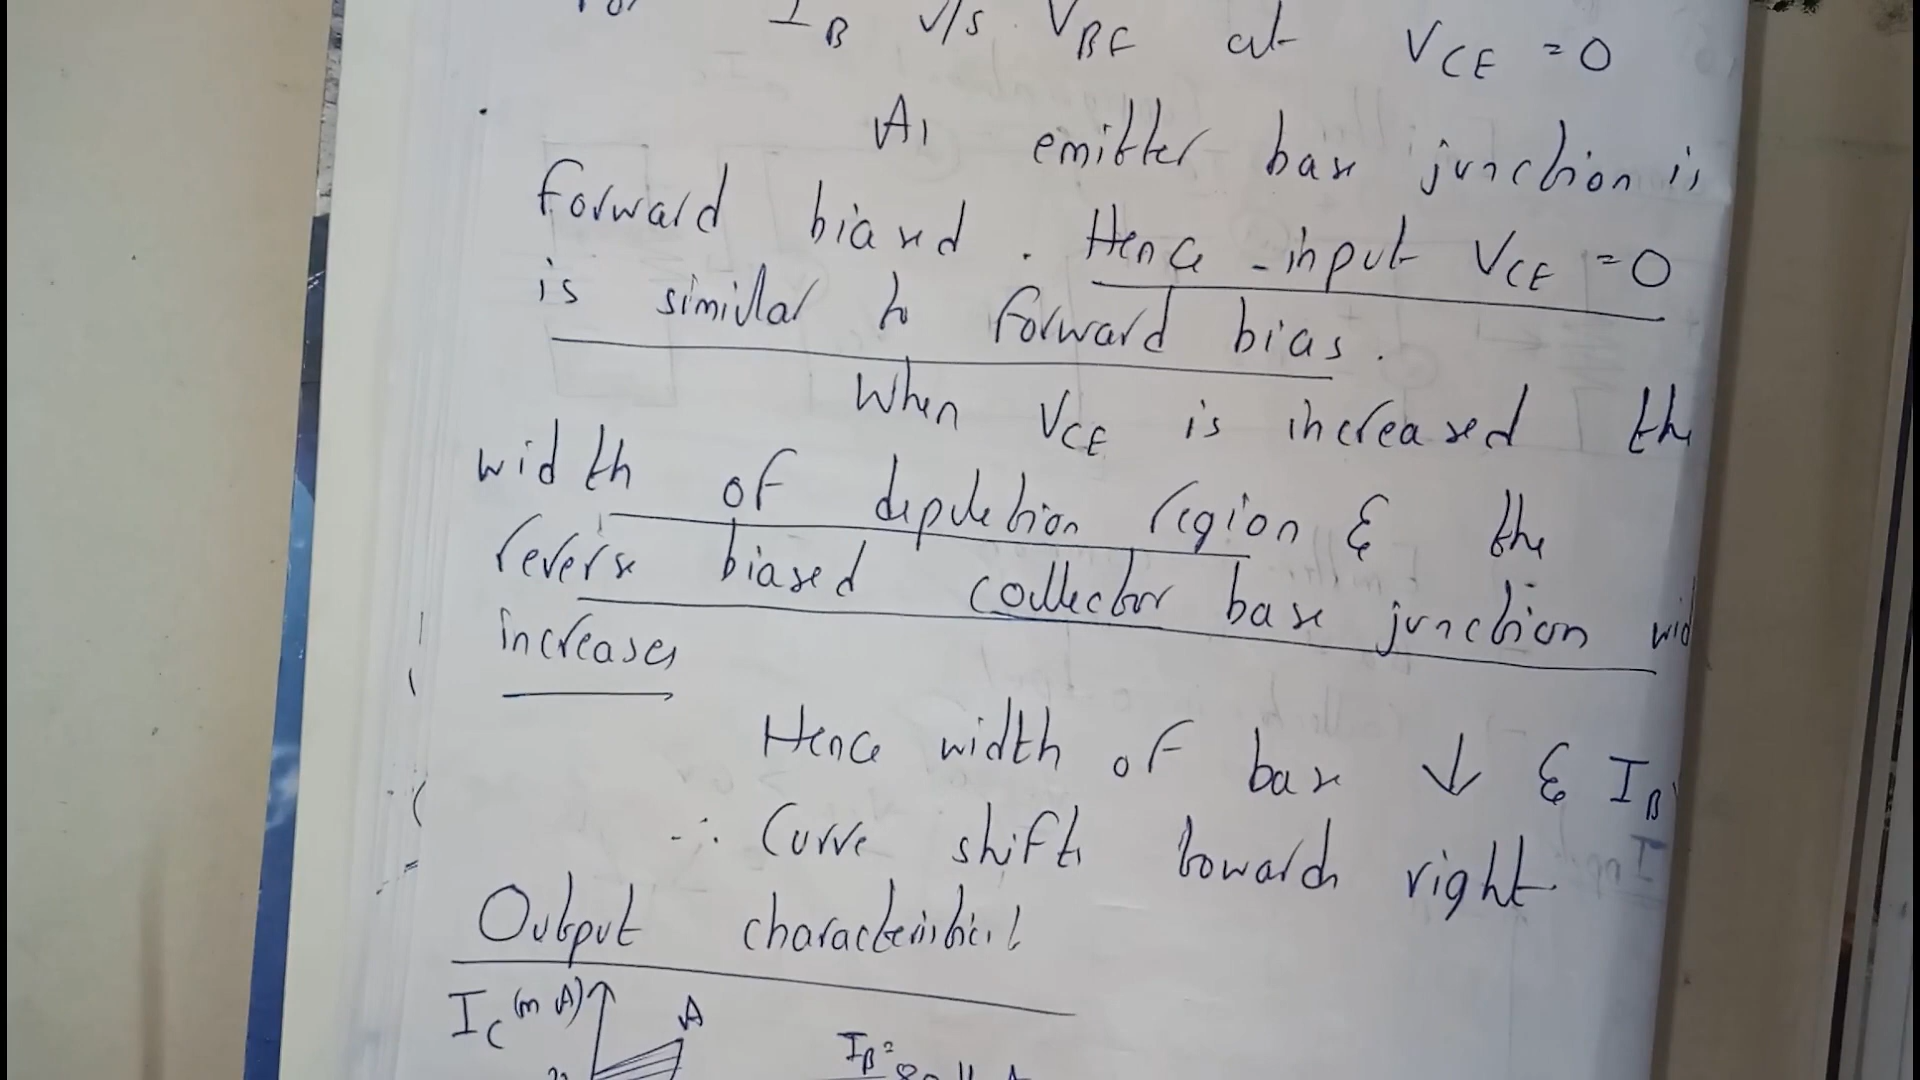 For IB v/s VBE at VCE = 0
As emitter base junction is
forward biased. Hence input VCE = 0
is similar to forward bias.
When VCE is increased the
width of depletion region & the
reverse biased collector base junction wid
increases
Hence width of base ↓ & IB
∴ Curve shifts towards right
Output characteristics
IC (mA) A
IB =